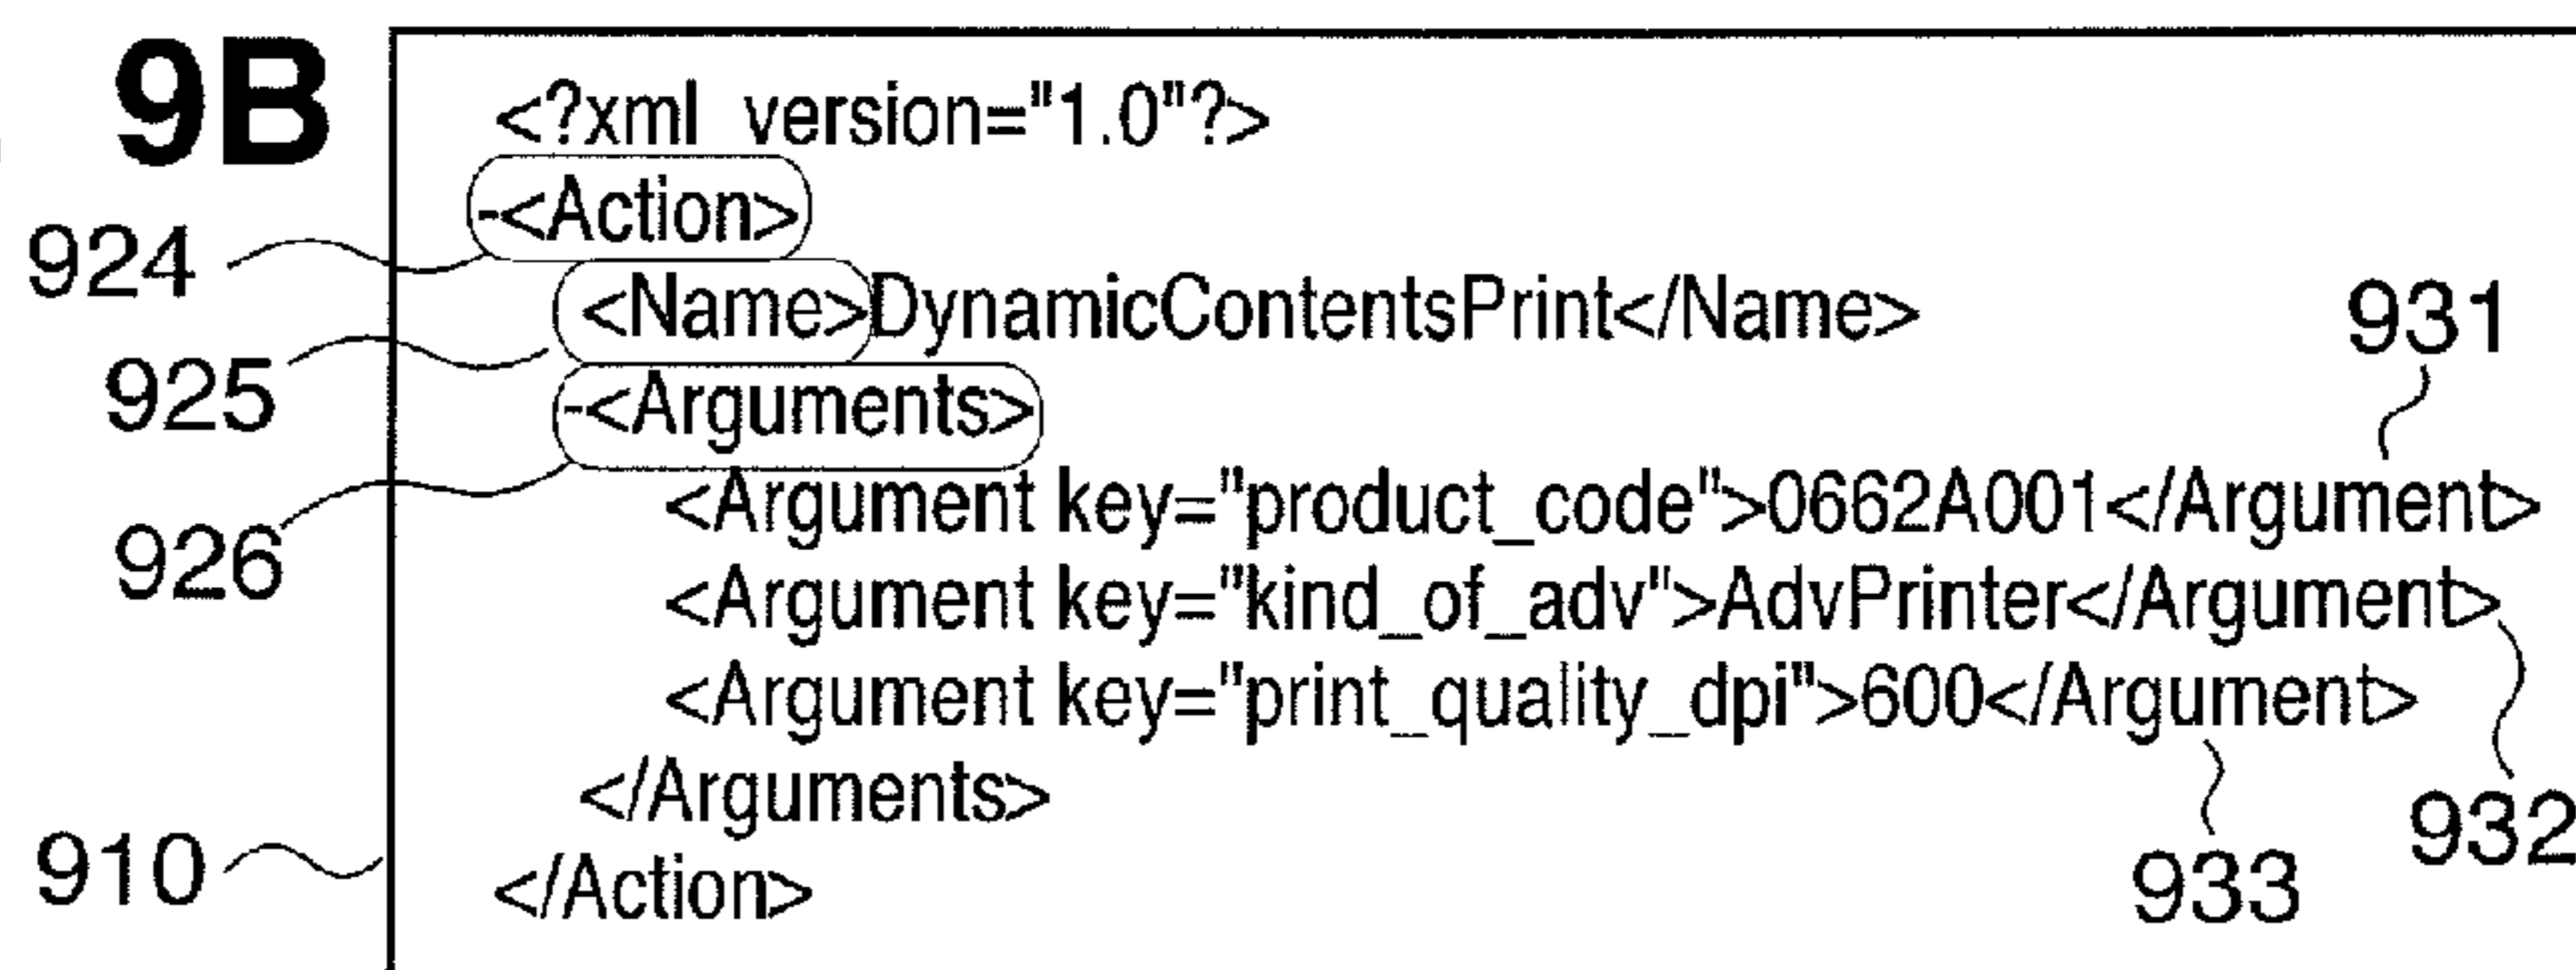 9B
<?xml version="1.0"?>
-<Action>
924
<Name>DynamicContentsPrint</Name>
931
925
-<Arguments>
<Argument key="product_code">0662A001</Argument>
926
<Argument key="kind_of_adv">AdvPrinter</Argument>
<Argument key="print_quality_dpi">600</Argument>
</Arguments>
932
910
</Action>
933